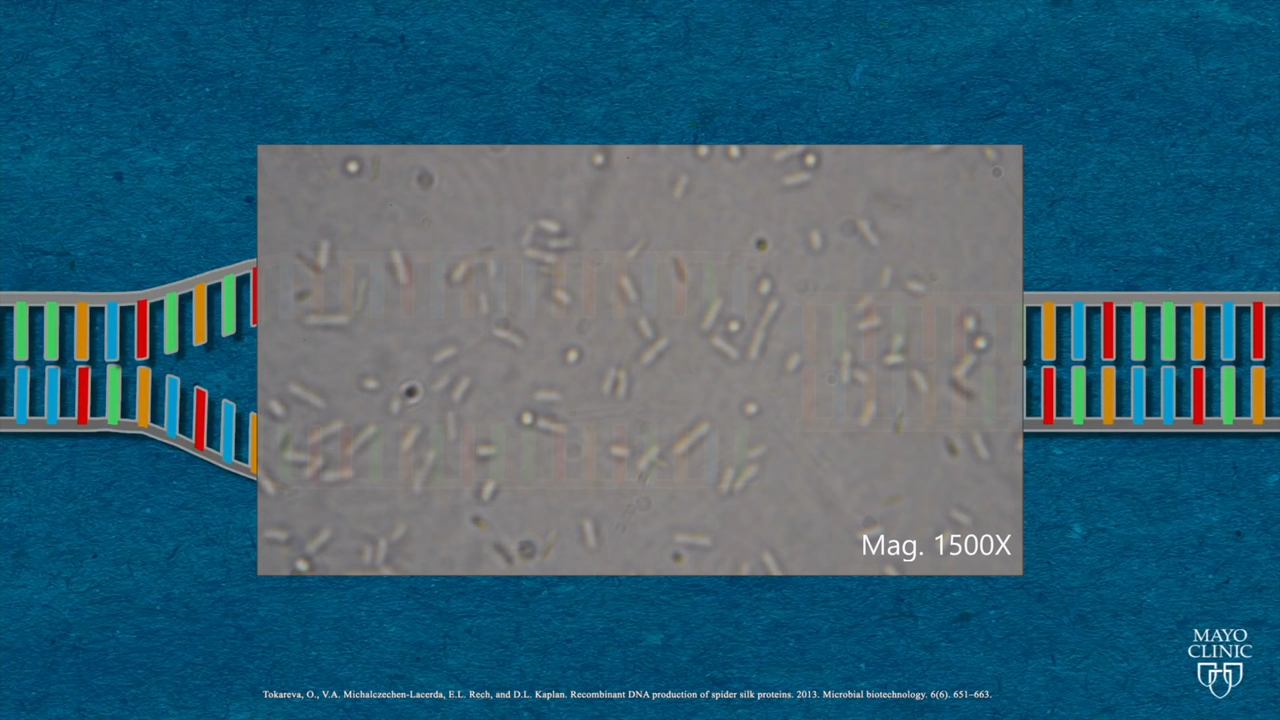 Mag. 1500X
MAYO
CLINIC
Tokareva, O., V.A. Michalczechen-Lacerda, E.L. Rech, and D.L. Kaplan. Recombinant DNA production of spider silk proteins. 2013. Microbial biotechnology. 6(6). 651–663.